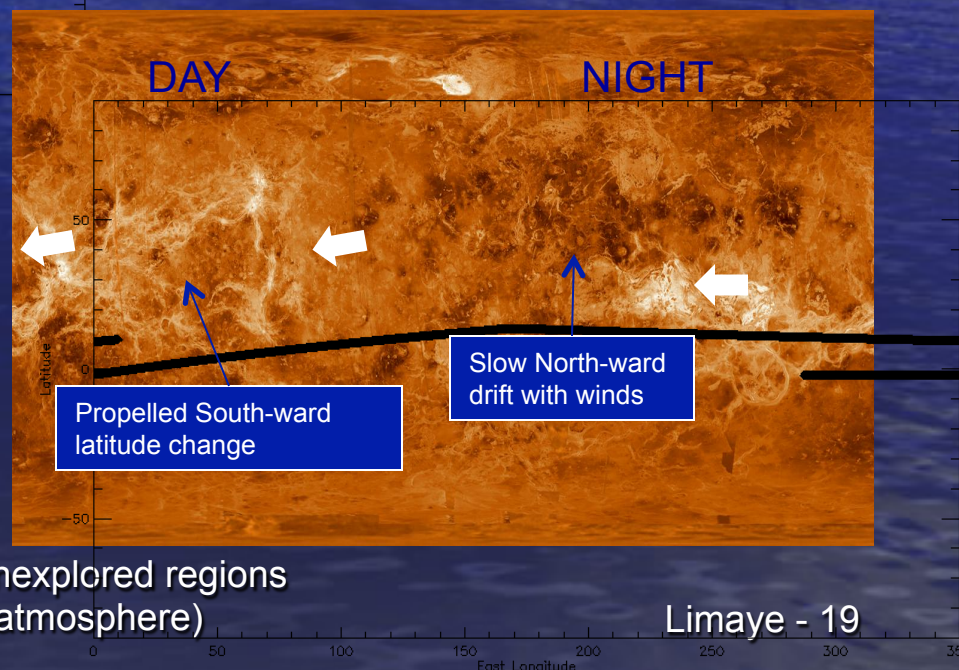 DAY
NIGHT
50
Latitude
0
Slow North-ward
drift with winds
Propelled South-ward
latitude change
−50
nexplored regions
atmosphere)
Limaye - 19
0
50
100
150
200
250
300
East Longitude